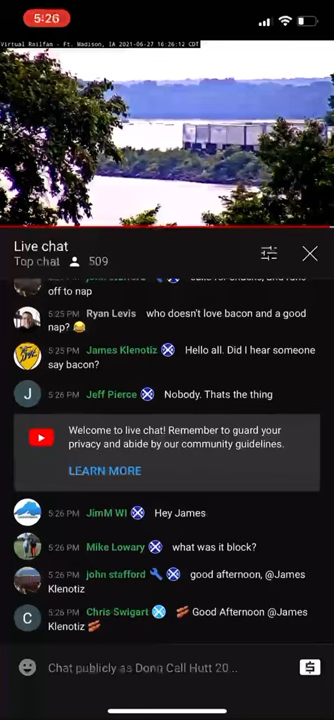 5:26
Virtual Railfan - Ft. Madison, IA 2021-06-27 16:26:12 CDT
Live chat
Top chat 509
off to nap
5:25 PM Ryan Levis who doesn't love bacon and a good
nap? 😂
5:25 PM James Klenotiz Hello all. Did I hear someone
say bacon?
J 5:26 PM Jeff Pierce Nobody. Thats the thing
Welcome to live chat! Remember to guard your
privacy and abide by our community guidelines.
LEARN MORE
5:26 PM JimM WI Hey James
5:26 PM Mike Lowary what was it block?
5:26 PM john stafford good afternoon, @James
Klenotiz
C 5:26 PM Chris Swigart 🥓 Good Afternoon @James
Klenotiz 🥓
Chat publicly as Donq Call Hutt 20...